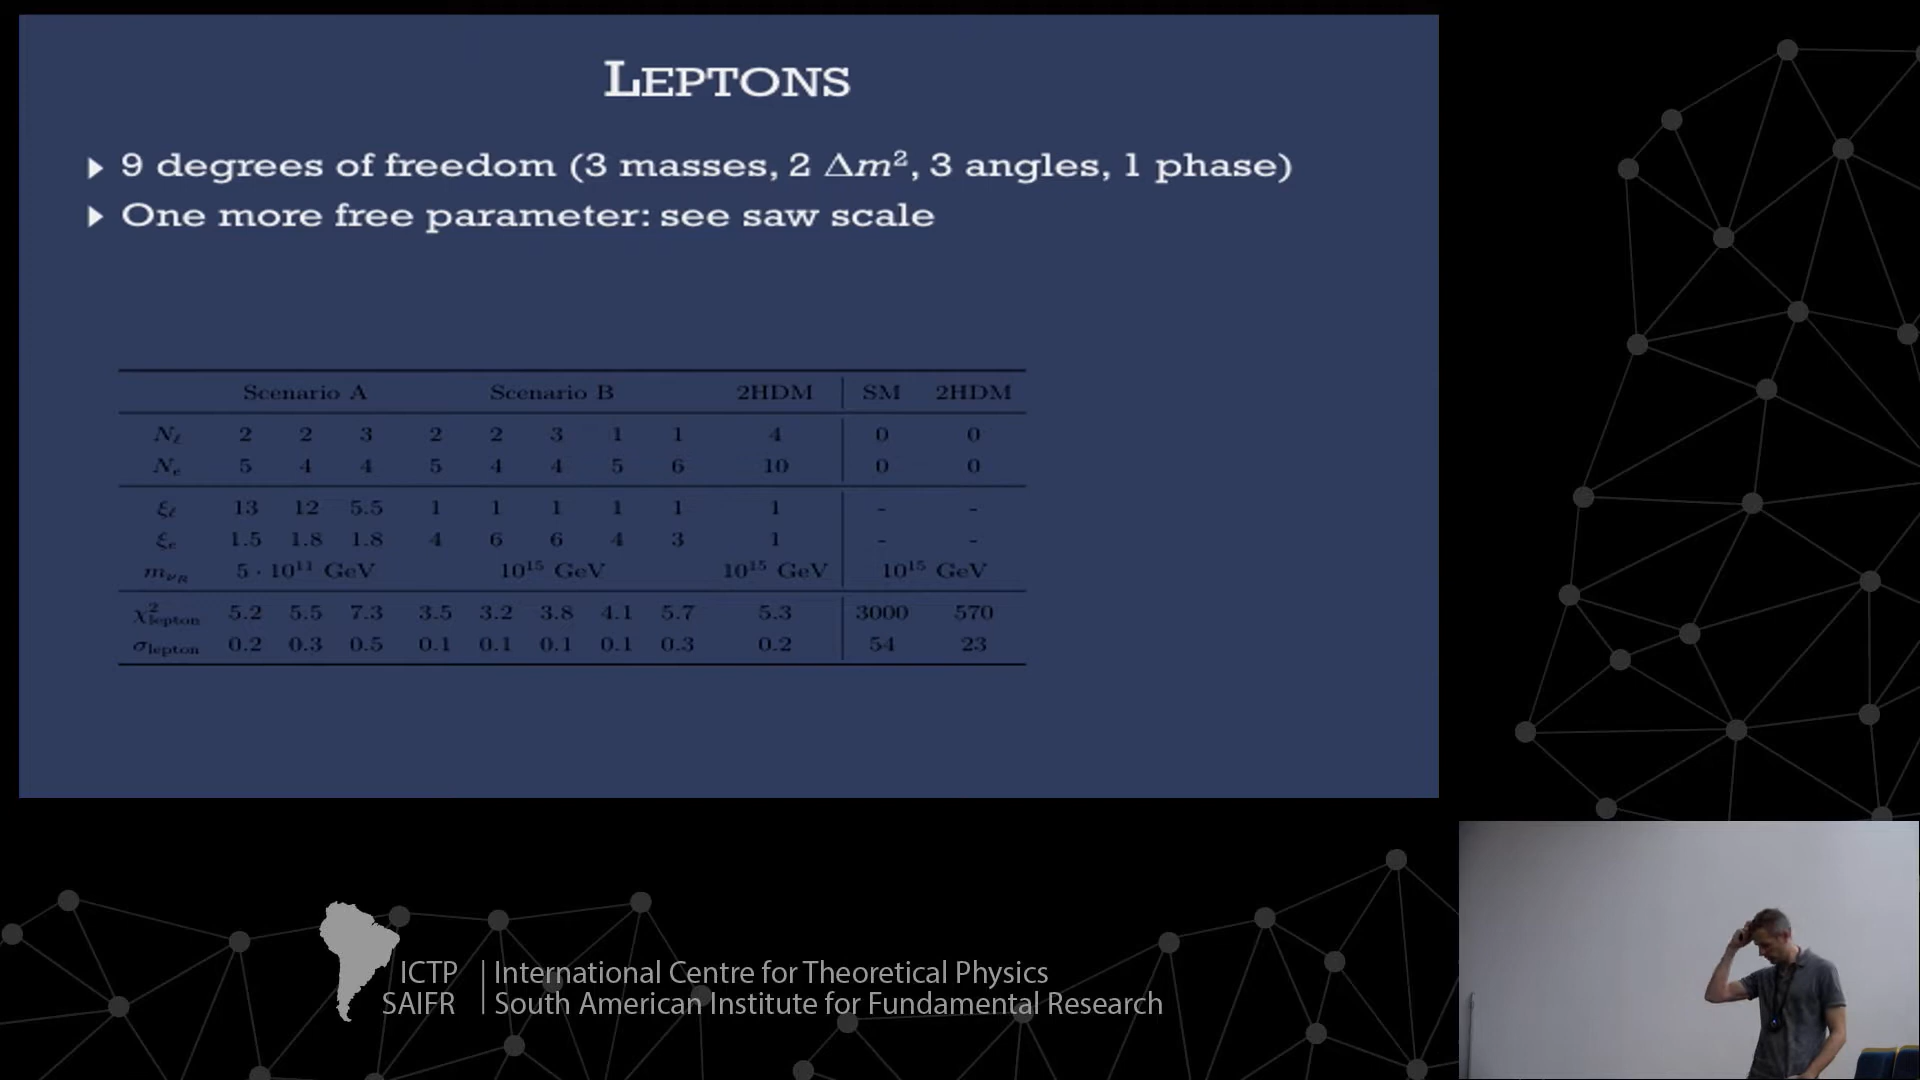 LEPTONS
9 degrees of freedom (3 masses, 2 Δm², 3 angles, 1 phase)
One more free parameter: see saw scale
Scenario A Scenario B 2HDM SM 2HDM
N_ℓ 2 2 3 2 2 3 1 1 4 0 0
N_e 5 4 4 5 4 4 5 6 10 0 0
ξ_ℓ 13 12 5.5 1 1 1 1 1 1 - -
ξ_e 1.5 1.8 1.8 4 6 6 4 3 1 - -
m_ν_R 5 · 10¹¹ GeV 10¹⁵ GeV 10¹⁵ GeV 10¹⁵ GeV
χ²_lepton 5.2 5.5 7.3 3.5 3.2 3.8 4.1 5.7 5.3 3000 570
σ_lepton 0.2 0.3 0.5 0.1 0.1 0.1 0.1 0.3 0.2 54 23
ICTP International Centre for Theoretical Physics
SAIFR South American Institute for Fundamental Research